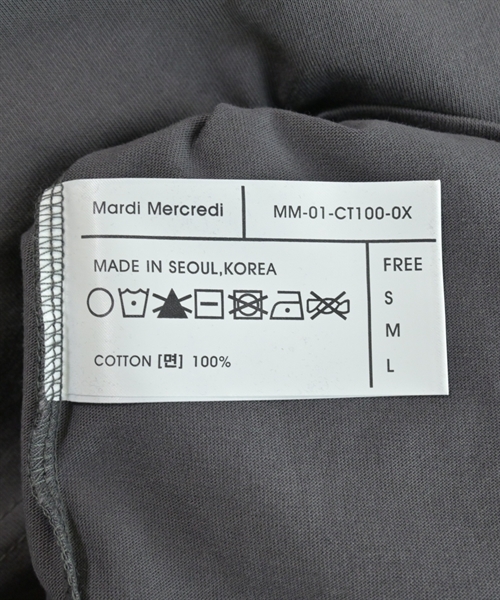 Mardi Mercredi
MM-01-CT100-0X
MADE IN SEOUL,KOREA
COTTON [면] 100%
FREE
S
M
L